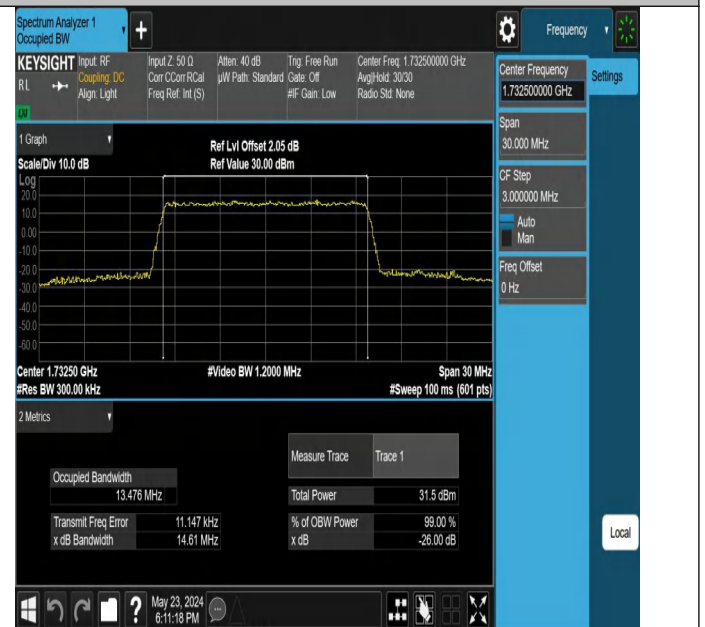 Spectrum Analyzer 1
Occupied BW
+
Frequency
KEYSIGHT
RL
LXI
Input: RF
Coupling: DC
Align: Light
Input Z: 50 Ω
Corr CCorr RCal
Freq Ref: Int (S)
Atten: 40 dB
µW Path: Standard
Trig: Free Run
Gate: Off
#IF Gain: Low
Center Freq: 1.732500000 GHz
Avg|Hold: 30/30
Radio Std: None
Center Frequency
1.732500000 GHz
Settings
Span
30.000 MHz
CF Step
3.000000 MHz
Auto
Man
Freq Offset
0 Hz
Local
1 Graph
Scale/Div 10.0 dB
Ref Lvl Offset 2.05 dB
Ref Value 30.00 dBm
Log
20.0
10.0
0.00
-10.0
-20.0
-30.0
-40.0
-50.0
-60.0
Center 1.73250 GHz
#Res BW 300.00 kHz
#Video BW 1.2000 MHz
Span 30 MHz
#Sweep 100 ms (601 pts)
2 Metrics
Measure Trace Trace 1
Occupied Bandwidth
13.476 MHz
Total Power 31.5 dBm
Transmit Freq Error 11.147 kHz
% of OBW Power 99.00 %
x dB Bandwidth 14.61 MHz
x dB -26.00 dB
?
May 23, 2024
6:11:18 PM